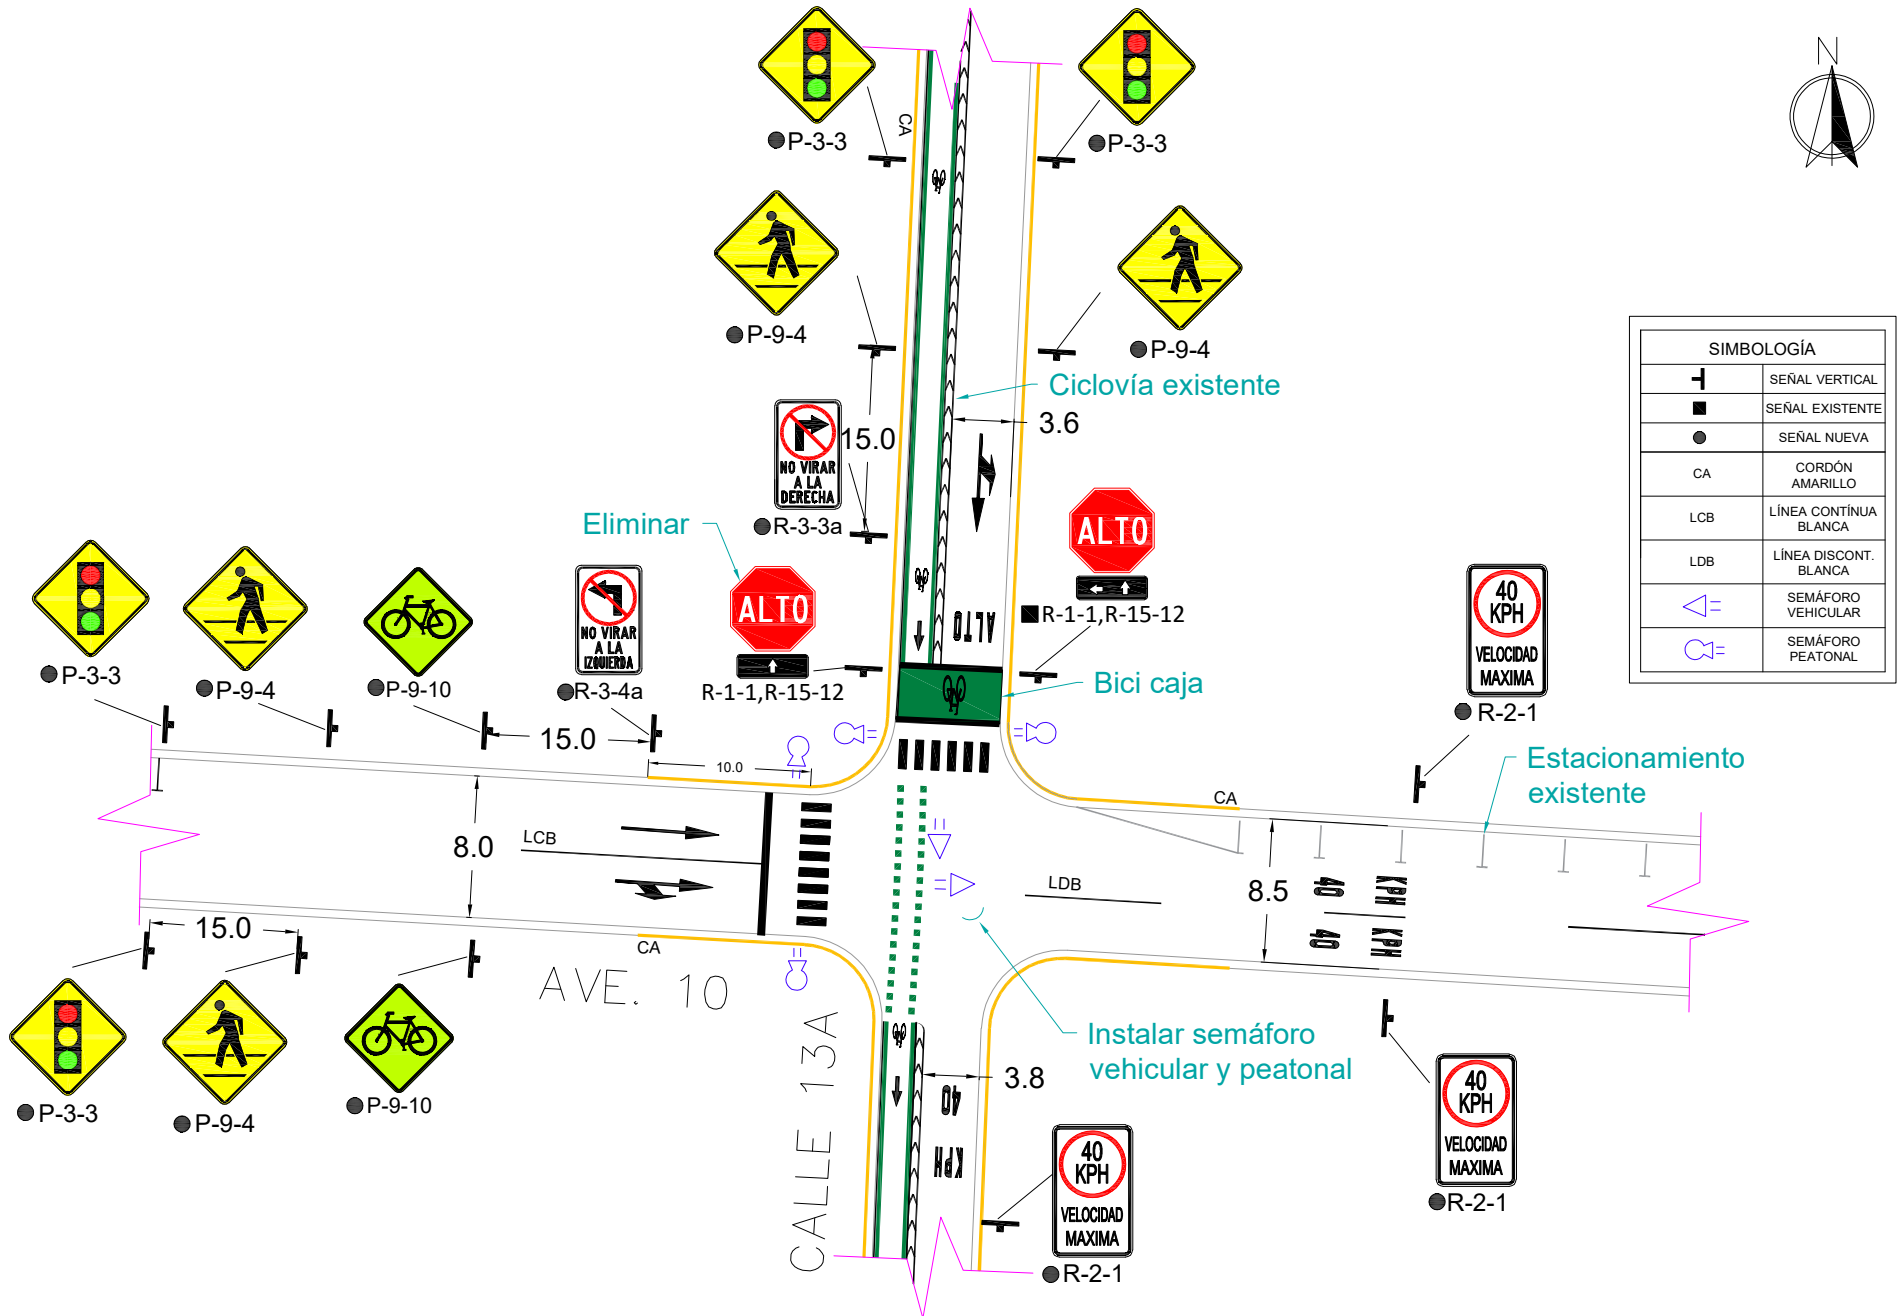 N
P-3-3
P-3-3
CA
P-9-4
P-9-4
Ciclovía existente
3.6
15.0
NO VIRAR
A LA
DERECHA
R-3-3a
Eliminar
ALTO
R-1-1,R-15-12
ALTO
R-1-1,R-15-12
ALTO
Bici caja
SIMBOLOGÍA
SEÑAL VERTICAL
SEÑAL EXISTENTE
SEÑAL NUEVA
CA
CORDÓN
AMARILLO
LCB
LÍNEA CONTÍNUA
BLANCA
LDB
LÍNEA DISCONT.
BLANCA
SEMÁFORO
VEHICULAR
SEMÁFORO
PEATONAL
P-3-3
P-9-4
P-9-10
NO VIRAR
A LA
IZQUIERDA
R-3-4a
15.0
10.0
40
KPH
VELOCIDAD
MAXIMA
R-2-1
Estacionamiento
existente
CA
8.0
LCB
LDB
8.5
40
KPH
40
KPH
15.0
CA
AVE. 10
CALLE 13A
P-3-3
P-9-4
P-9-10
Instalar semáforo
vehicular y peatonal
3.8
40
KPH
40
KPH
VELOCIDAD
MAXIMA
R-2-1
40
KPH
VELOCIDAD
MAXIMA
R-2-1